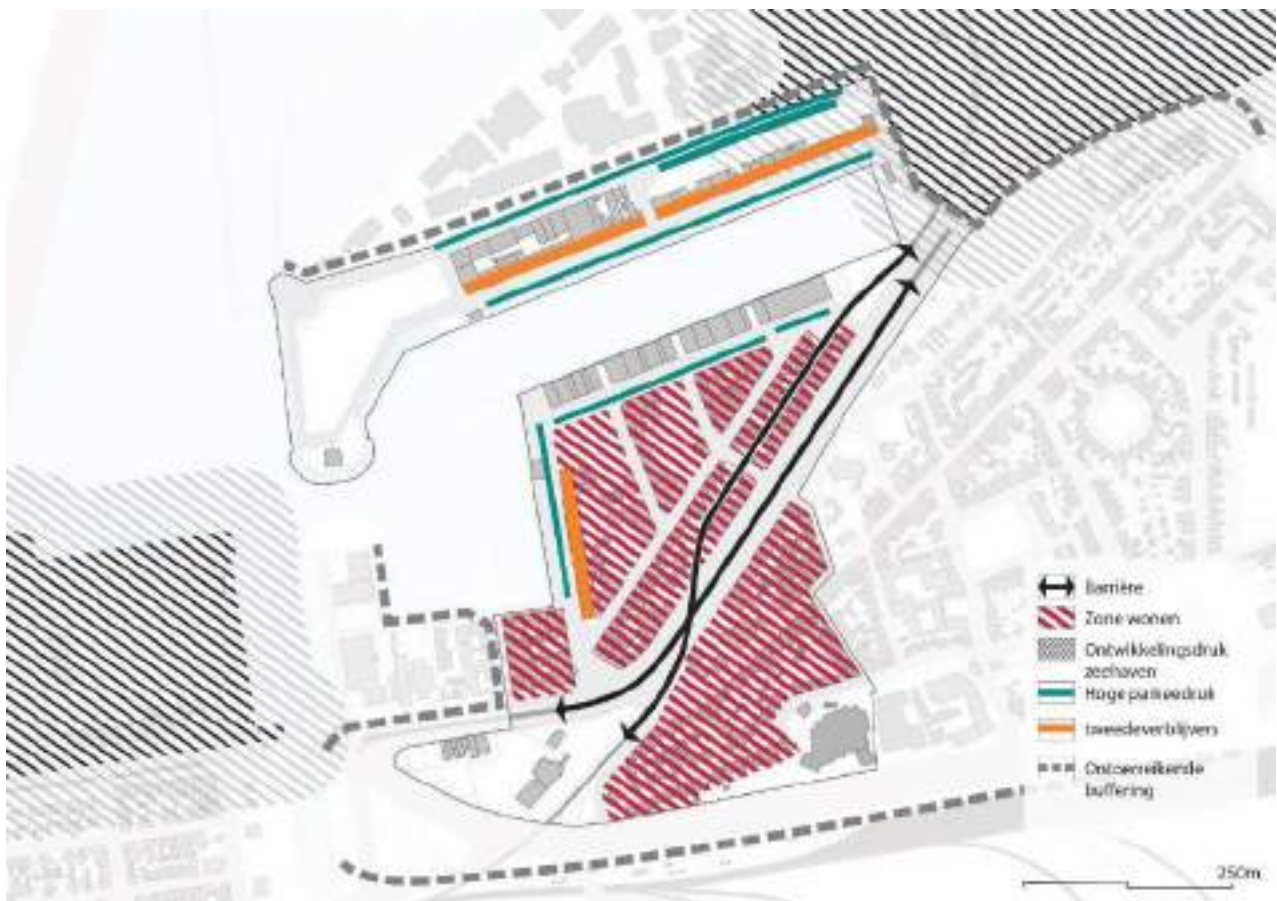 Barrière
Zone wonen
Ontwikkelingsdruk
zeehaven
Hoge parkeerdruk
tweedeverblijvers
Ontoereikende
buffering
250m